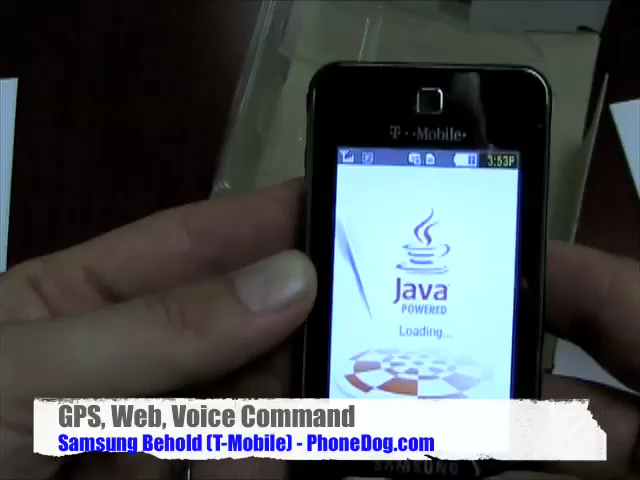 T··Mobile·
3:53P
Java
POWERED
Loading...
GPS, Web, Voice Command
Samsung Behold (T-Mobile) - PhoneDog.com
SAMSUNG